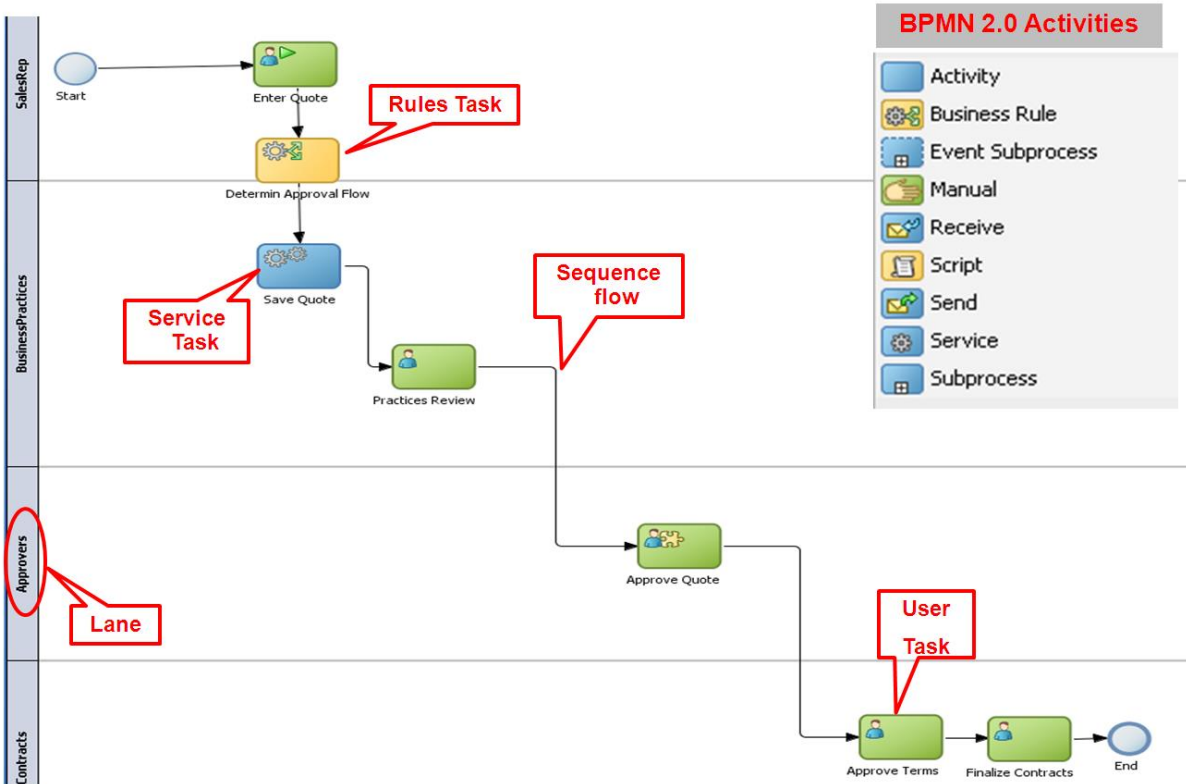 BPMN 2.0 Activities
Activity
Business Rule
Event Subprocess
Manual
Receive
Script
Send
Service
Subprocess
SalesRep
Start
Enter Quote
Rules Task
Determin Approval Flow
BusinessPractices
Save Quote
Service
Task
Sequence
flow
Practices Review
Approvers
Lane
Approve Quote
User
Task
Contracts
Approve Terms
Finalize Contracts
End